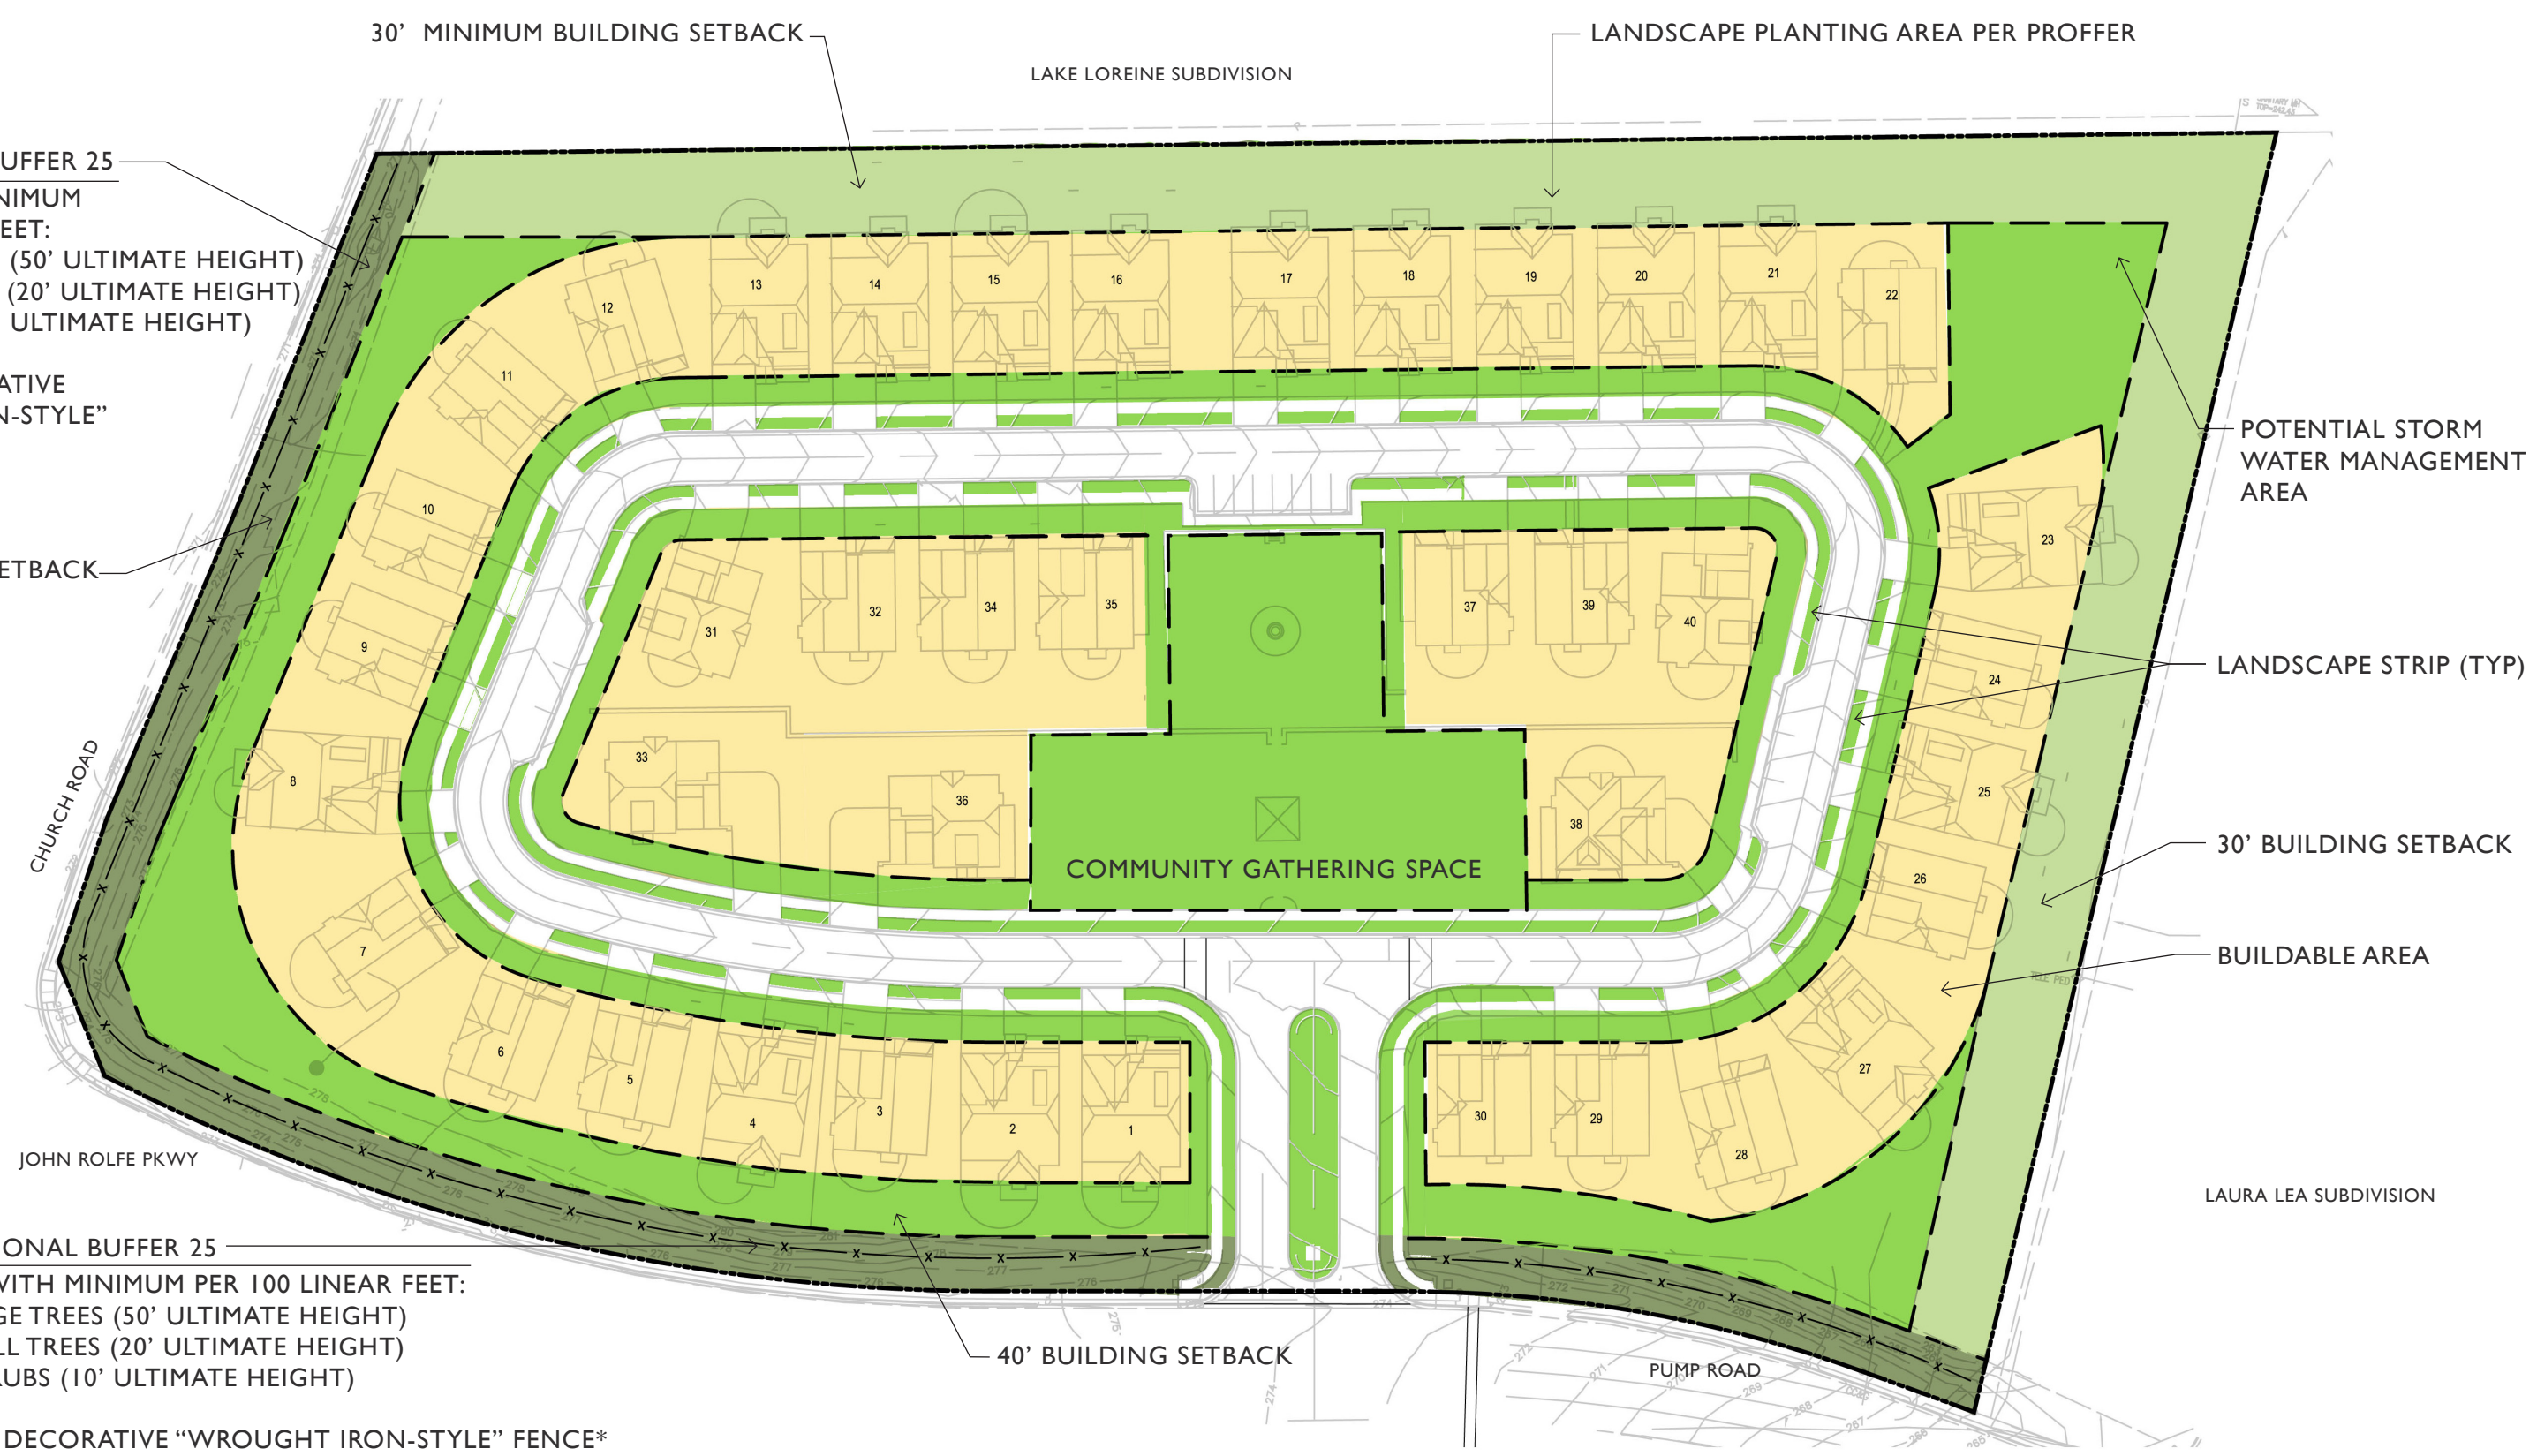 30’ MINIMUM BUILDING SETBACK
LANDSCAPE PLANTING AREA PER PROFFER
LAKE LOREINE SUBDIVISION
UFFER 25
NIMUM
EET:
(50’ ULTIMATE HEIGHT)
(20’ ULTIMATE HEIGHT)
ULTIMATE HEIGHT)
ATIVE
N-STYLE”
ETBACK
CHURCH ROAD
12
13
14
15
16
17
18
19
20
21
22
11
10
9
8
7
31
32
34
35
37
39
40
33
36
38
23
24
25
26
27
COMMUNITY GATHERING SPACE
POTENTIAL STORM
WATER MANAGEMENT
AREA
LANDSCAPE STRIP (TYP)
30’ BUILDING SETBACK
BUILDABLE AREA
TELE PED
6
5
4
3
2
1
30
29
28
JOHN ROLFE PKWY
LAURA LEA SUBDIVISION
ONAL BUFFER 25
WITH MINIMUM PER 100 LINEAR FEET:
GE TREES (50’ ULTIMATE HEIGHT)
LL TREES (20’ ULTIMATE HEIGHT)
RUBS (10’ ULTIMATE HEIGHT)
40’ BUILDING SETBACK
PUMP ROAD
DECORATIVE “WROUGHT IRON-STYLE” FENCE*